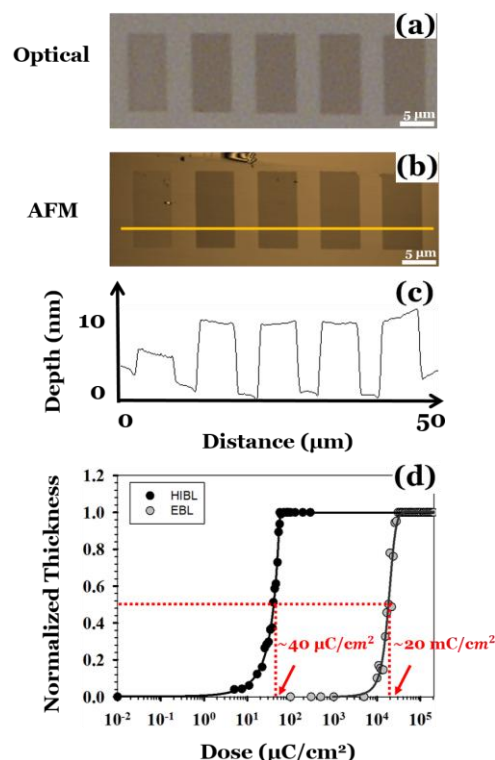 (a)
Optical
5 µm
(b)
AFM
5 µm
(c)
Depth (nm)
10
0
0
50
Distance (µm)
(d)
Normalized Thickness
1.2
1.0
0.8
0.6
0.4
0.2
0.0
HIBL
EBL
~40 µC/cm²
~20 mC/cm²
10⁻² 10⁻¹ 10⁰ 10¹ 10² 10³ 10⁴ 10⁵
Dose (µC/cm²)